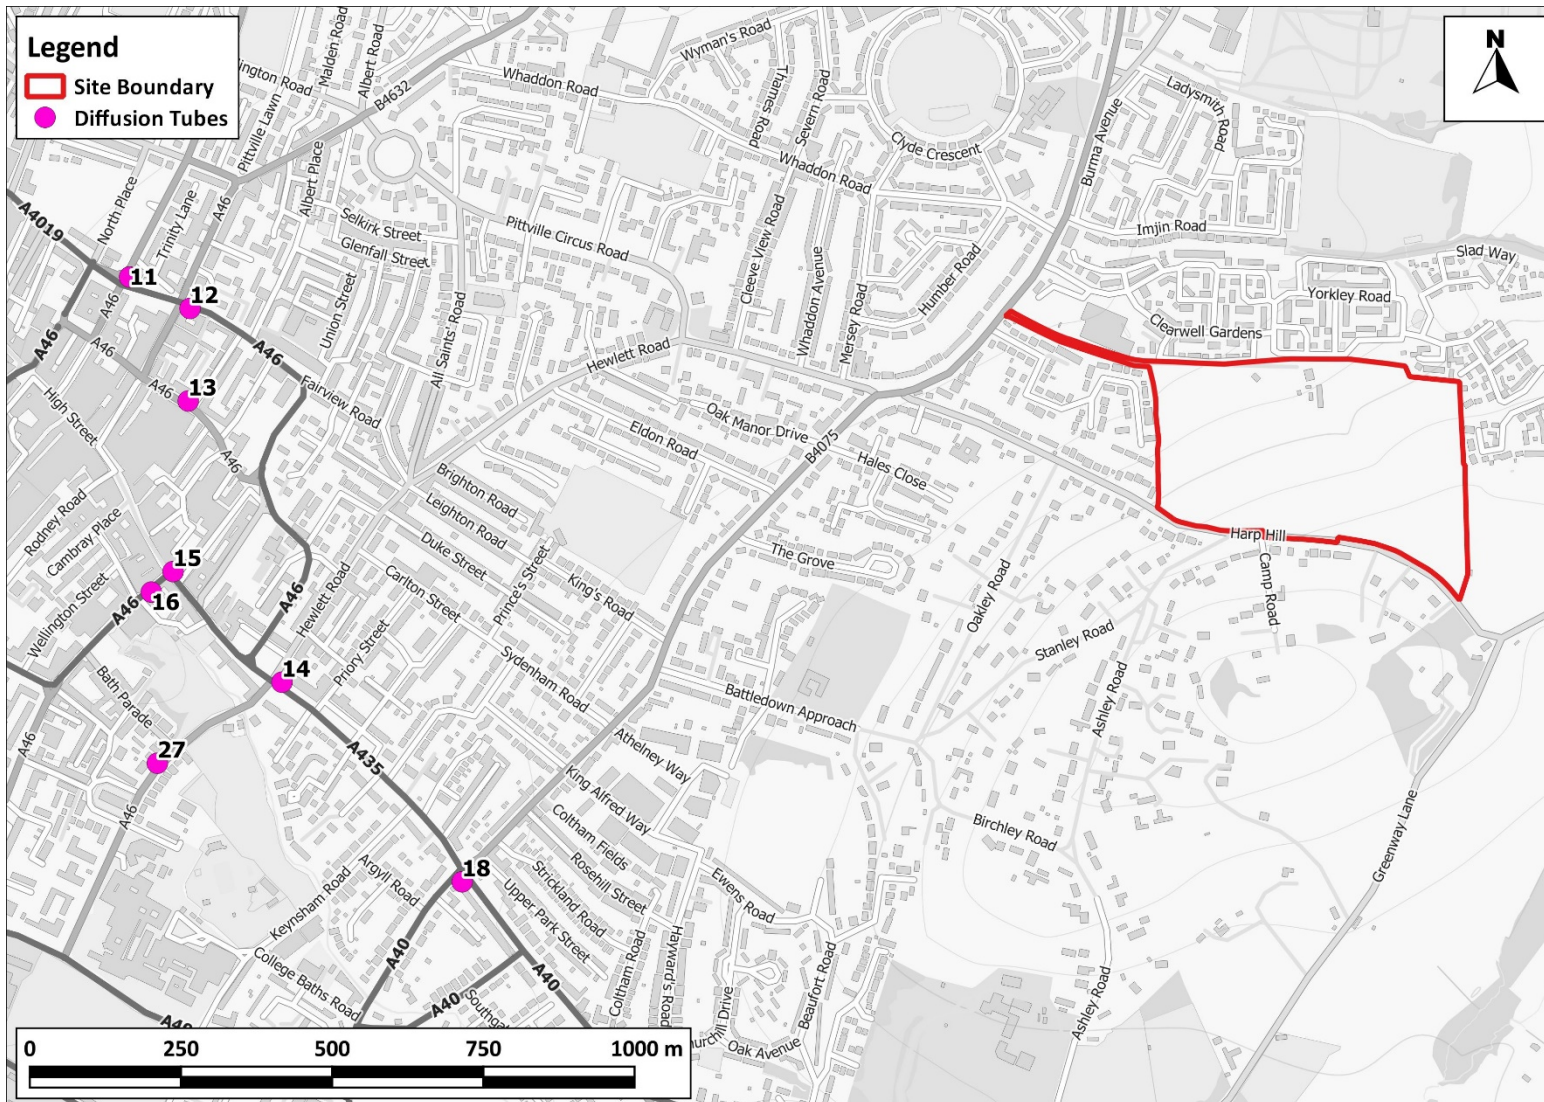 Legend
Site Boundary
Diffusion Tubes
N
Malden Road
Albert Road
B4632
Pittville Lawn
Albert Place
Whaddon Road
Wyman's Road
Thames Road
Severn Road
Clyde Crescent
Whaddon Road
Burma Avenue
Ladysmith Road
Imjin Road
Slad Way
Yorkley Road
Clearwell Gardens
A4019
North Place
Trinity Lane
A46
Selkirk Street
Glenfall Street
Pittville Circus Road
Cleeve View Road
Whaddon Avenue
Mersey Road
Humber Road
11
12
A46
A46
A46
Union Street
All Saints' Road
A46
Hewlett Road
13
A46
High Street
Fairview Road
A46
Oak Manor Drive
Eldon Road
B4075
Hales Close
Brighton Road
Leighton Road
Duke Street
Prince's Street
King's Road
The Grove
Harp Hill
Camp Road
Rodney Road
Cambray Place
Wellington Street
15
16
A46
A46
Hewlett Road
Carlton Street
Priory Street
Sydenham Road
Oakley Road
Stanley Road
Ashley Road
Battledown Approach
14
Bath Parade
A46
27
A435
Athelney Way
King Alfred Way
A46
Coltham Fields
Rosehill Street
Strickland Road
Upper Park Street
Birchley Road
Greenway Lane
18
Argyll Road
Keynsham Road
Ewens Road
College Baths Road
A40
A40
A40
Coltham Road
Hayward's Road
Beaufort Road
Oak Avenue
Ashley Road
0 250 500 750 1000 m